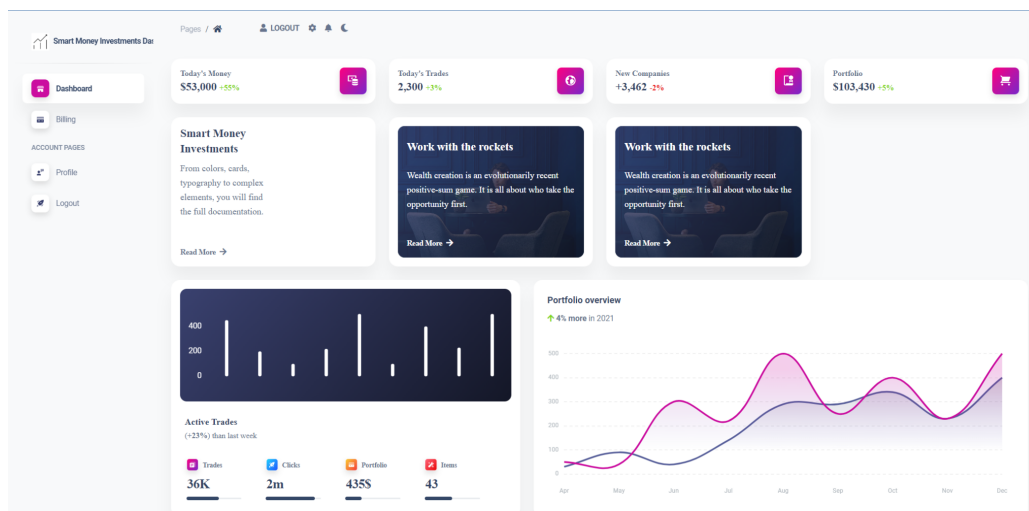 Smart Money Investments Das
Pages /
LOGOUT
Dashboard
Billing
ACCOUNT PAGES
Profile
Logout
Today's Money
$53,000 +55%
Today's Trades
2,300 +3%
New Companies
+3,462 -2%
Portfolio
$103,430 +5%
Smart Money
Investments
From colors, cards,
typography to complex
elements, you will find
the full documentation.
Read More
Work with the rockets
Wealth creation is an evolutionarily recent
positive-sum game. It is all about who take the
opportunity first.
Read More
Work with the rockets
Wealth creation is an evolutionarily recent
positive-sum game. It is all about who take the
opportunity first.
Read More
400
200
0
Active Trades
(+23%) than last week
Trades
36K
Clicks
2m
Portfolio
435$
Items
43
Portfolio overview
4% more in 2021
500
400
300
200
100
0
Apr May Jun Jul Aug Sep Oct Nov Dec